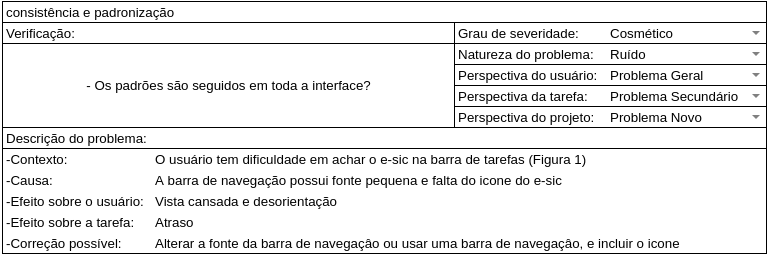 consistência e padronização
Verificação:
Grau de severidade: Cosmético
Natureza do problema: Ruído
Perspectiva do usuário: Problema Geral
- Os padrões são seguidos em toda a interface?
Perspectiva da tarefa: Problema Secundário
Perspectiva do projeto: Problema Novo
Descrição do problema:
-Contexto: O usuário tem dificuldade em achar o e-sic na barra de tarefas (Figura 1)
-Causa: A barra de navegação possui fonte pequena e falta do icone do e-sic
-Efeito sobre o usuário: Vista cansada e desorientação
-Efeito sobre a tarefa: Atraso
-Correção possível: Alterar a fonte da barra de navegação ou usar uma barra de navegação, e incluir o icone